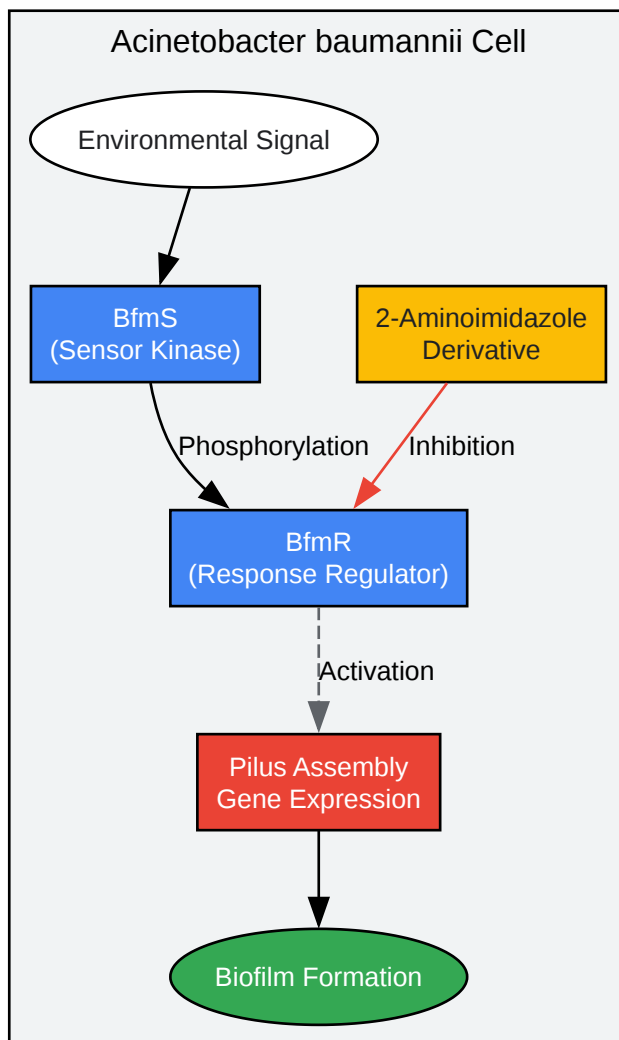 Acinetobacter baumannii Cell
Environmental Signal
BfmS
(Sensor Kinase)
2-Aminoimidazole
Derivative
Phosphorylation
Inhibition
BfmR
(Response Regulator)
Activation
Pilus Assembly
Gene Expression
Biofilm Formation